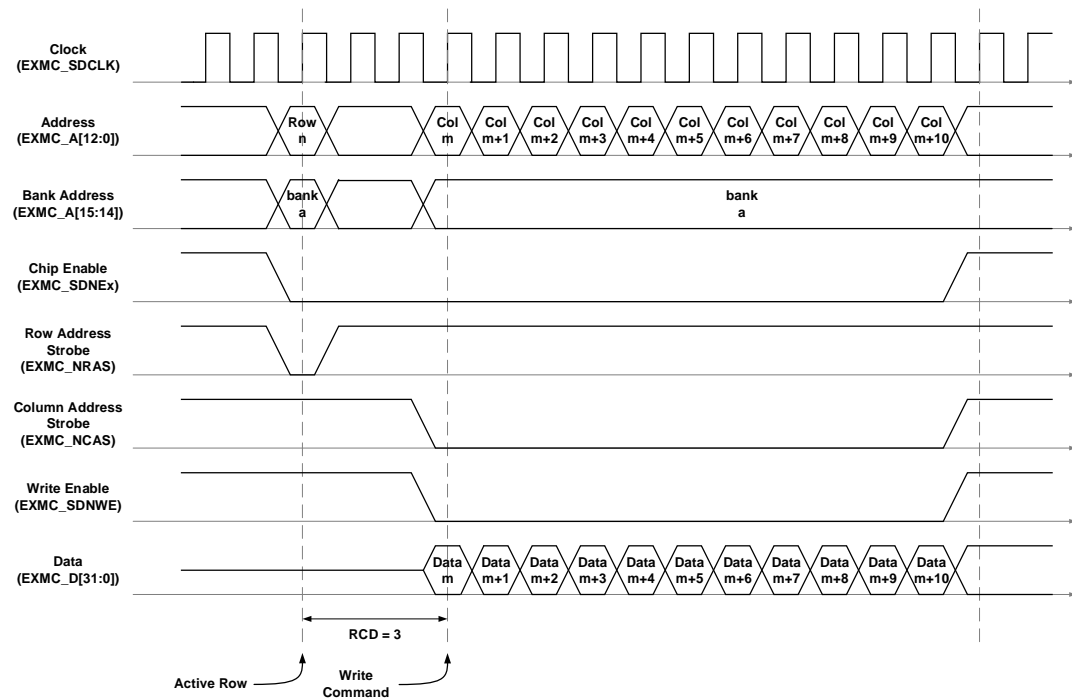 Clock
(EXMC_SDCLK)
Address
(EXMC_A[12:0])
Row
n
Col
m
Col
m+1
Col
m+2
Col
m+3
Col
m+4
Col
m+5
Col
m+6
Col
m+7
Col
m+8
Col
m+9
Col
m+10
Bank Address
(EXMC_A[15:14])
bank
a
bank
a
Chip Enable
(EXMC_SDNEx)
Row Address
Strobe
(EXMC_NRAS)
Column Address
Strobe
(EXMC_NCAS)
Write Enable
(EXMC_SDNWE)
Data
(EXMC_D[31:0])
Data
m
Data
m+1
Data
m+2
Data
m+3
Data
m+4
Data
m+5
Data
m+6
Data
m+7
Data
m+8
Data
m+9
Data
m+10
RCD = 3
Active Row
Write
Command